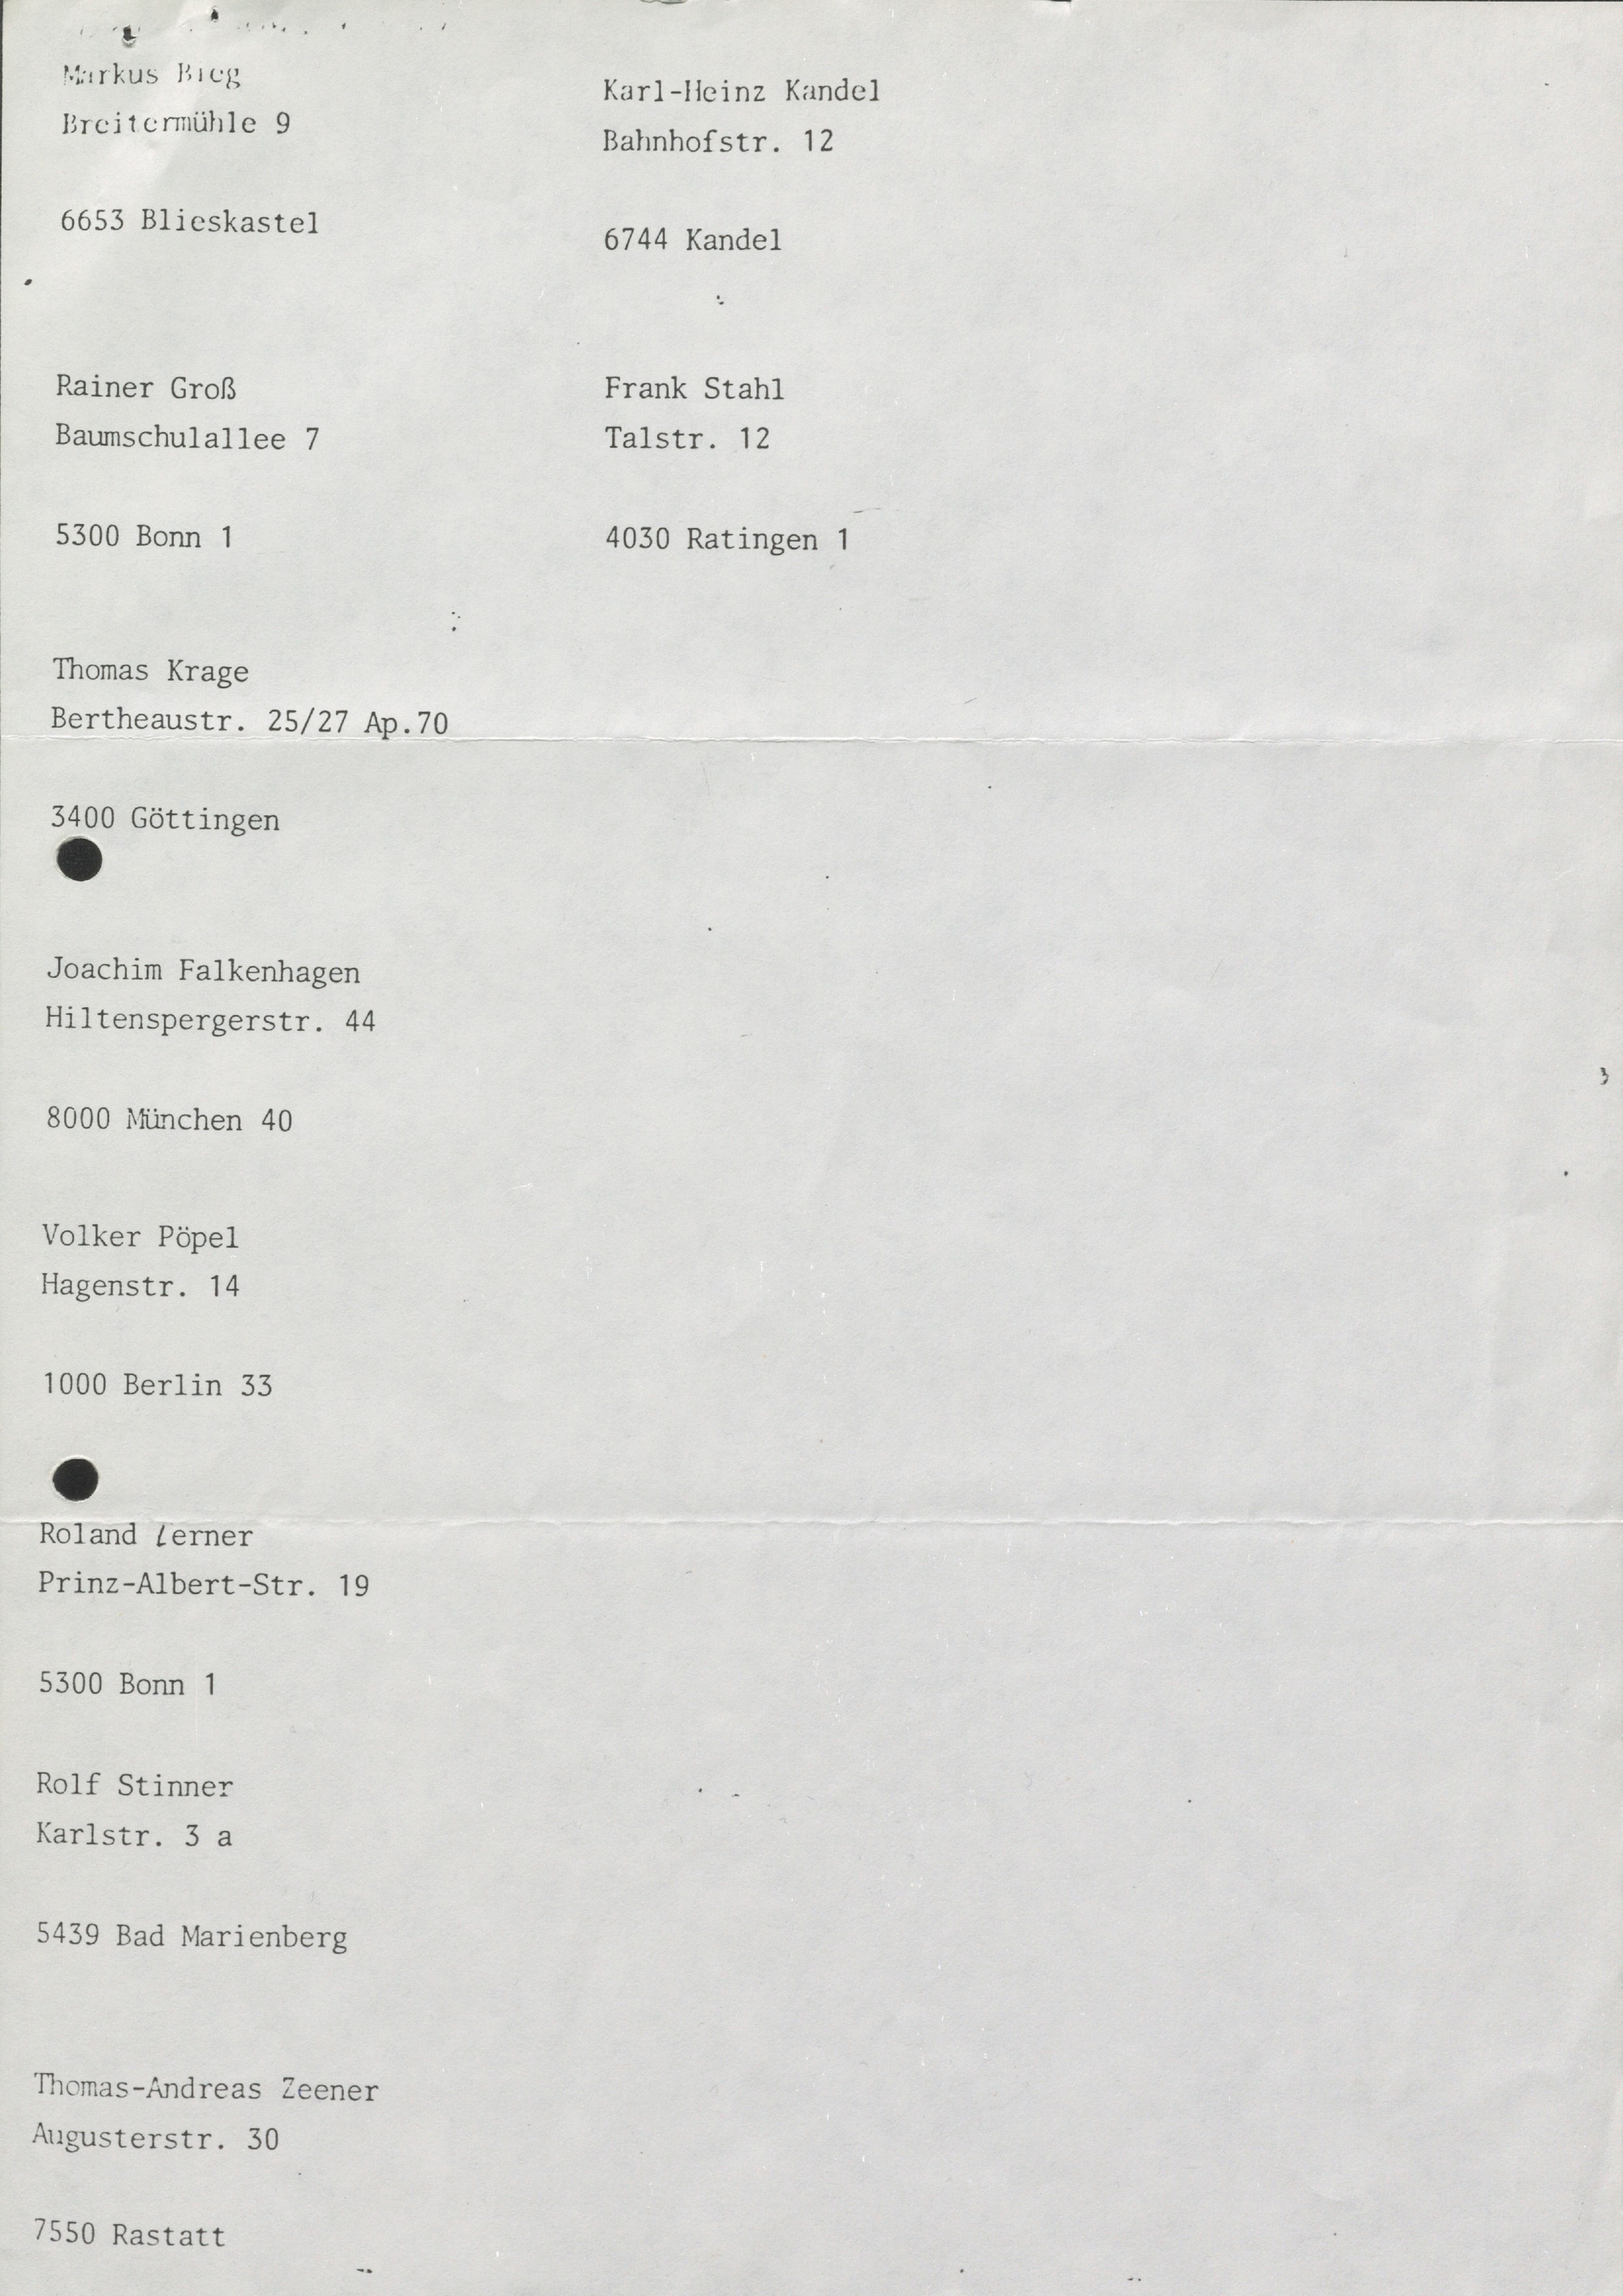 Markus Bieg
Breitermühle 9
6653 Blieskastel
Rainer Groß
Baumschulallee 7
5300 Bonn 1
Thomas Krage
Bertheaustr. 25/27 Ap.70
3400 Göttingen
Joachim Falkenhagen
Hiltenspergerstr. 44
8000 München 40
Volker Pöpel
Hagenstr. 14
1000 Berlin 33
Roland Lerner
Prinz-Albert-Str. 19
5300 Bonn 1
Rolf Stinner
Karlstr. 3 a
5439 Bad Marienberg
Thomas-Andreas Zeener
Augusterstr. 30
7550 Rastatt
Karl-Heinz Kandel
Bahnhofstr. 12
6744 Kandel
Frank Stahl
Talstr. 12
4030 Ratingen 1